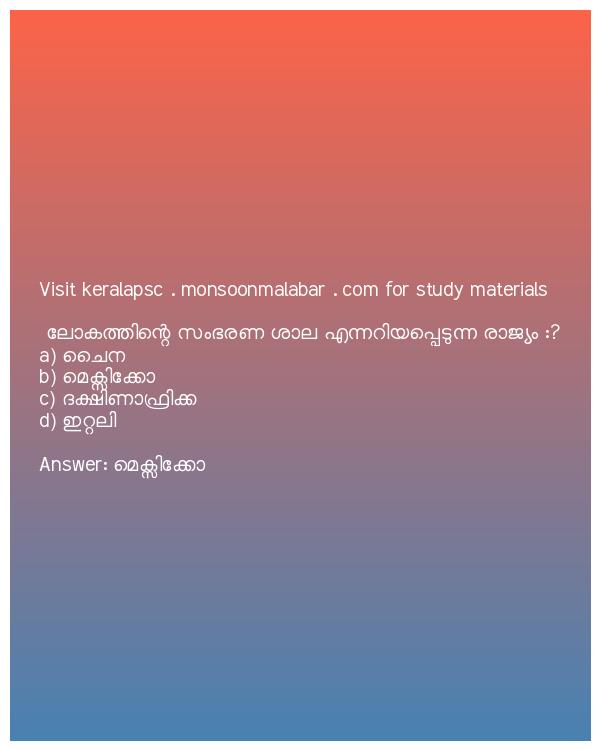 Visit keralapsc . monsoonmalabar . com for study materials
ലോകത്തിന്റെ സംഭരണ ശാല എന്നറിയപ്പെടുന്ന രാജ്യം :?
a) ചൈന
b) മെക്സിക്കോ
c) ദക്ഷിണാഫ്രിക്ക
d) ഇറ്റലി
Answer: മെക്സിക്കോ